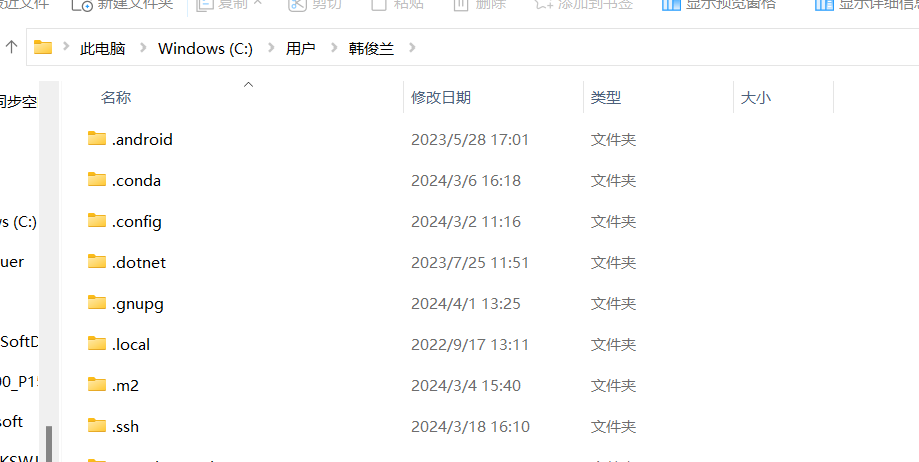 近文件 新建文件夹 复制 剪切 粘贴 删除 添加到书签 显示预览窗格 显示详细信息
此电脑 Windows (C:) 用户 韩俊兰
同步空
名称 修改日期 类型 大小
.android 2023/5/28 17:01 文件夹
.conda 2024/3/6 16:18 文件夹
ws (C:) .config 2024/3/2 11:16 文件夹
uer .dotnet 2023/7/25 11:51 文件夹
.gnupg 2024/4/1 13:25 文件夹
SoftD .local 2022/9/17 13:11 文件夹
00_P15 .m2 2024/3/4 15:40 文件夹
soft .ssh 2024/3/18 16:10 文件夹